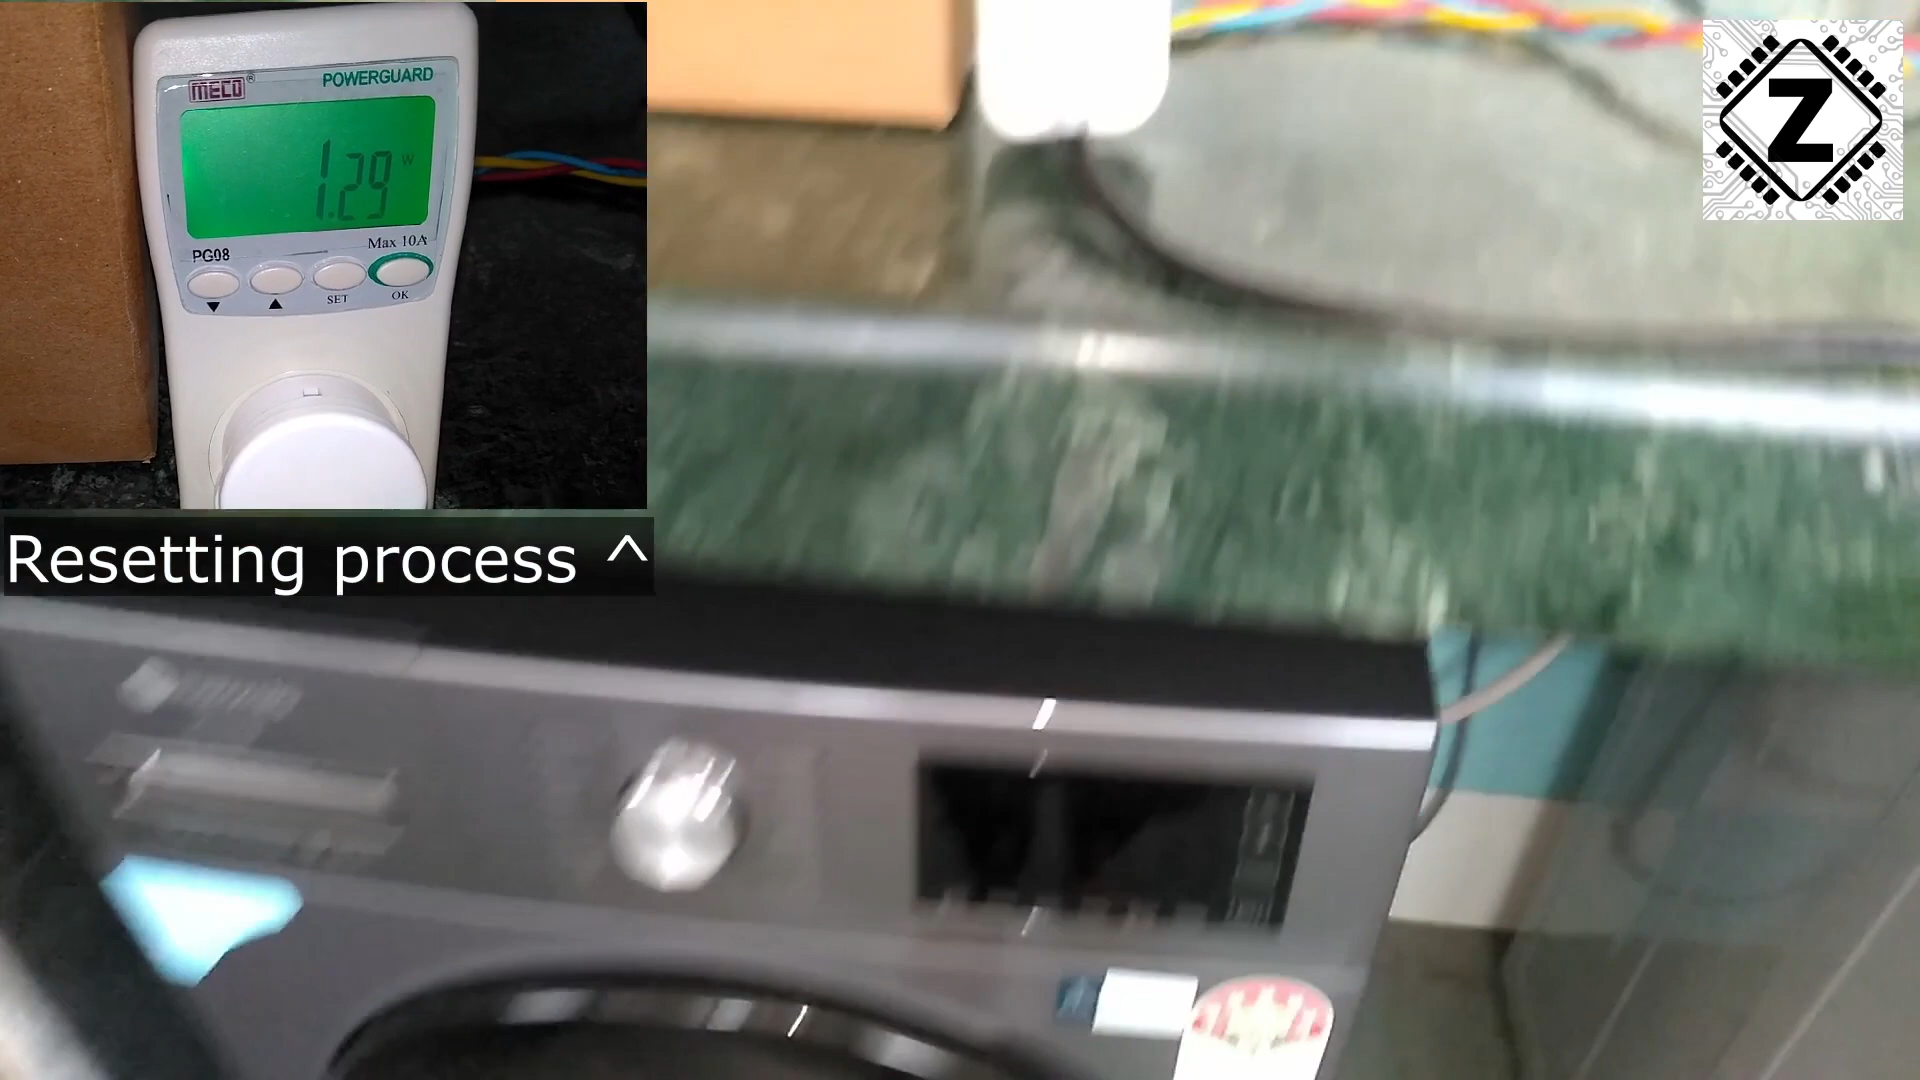 MECO®
POWERGUARD
1.29 W
PG08
Max 10A
▼ ▲ SET OK
Resetting process ^
Z